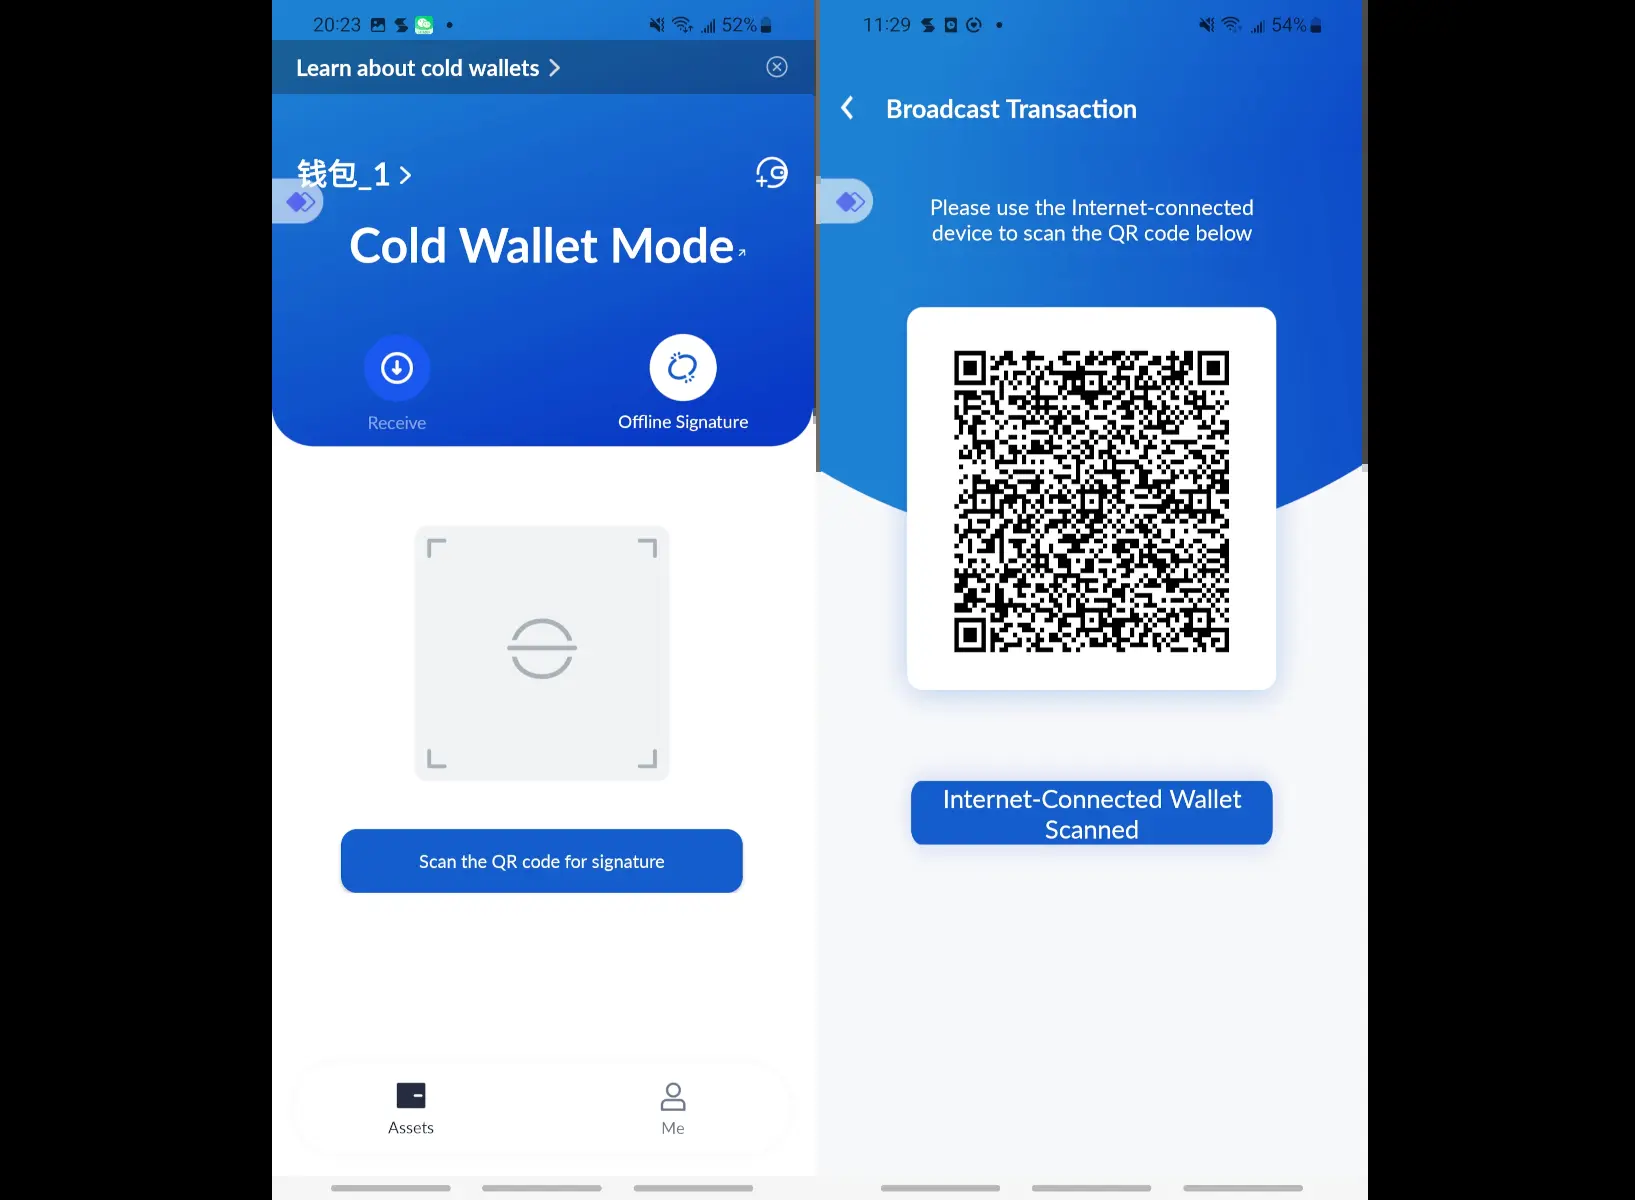 20:23
52%
Learn about cold wallets
钱包_1
Cold Wallet Mode
Receive
Offline Signature
Scan the QR code for signature
Assets
Me
11:29
54%
Broadcast Transaction
Please use the Internet-connected
device to scan the QR code below
Internet-Connected Wallet
Scanned